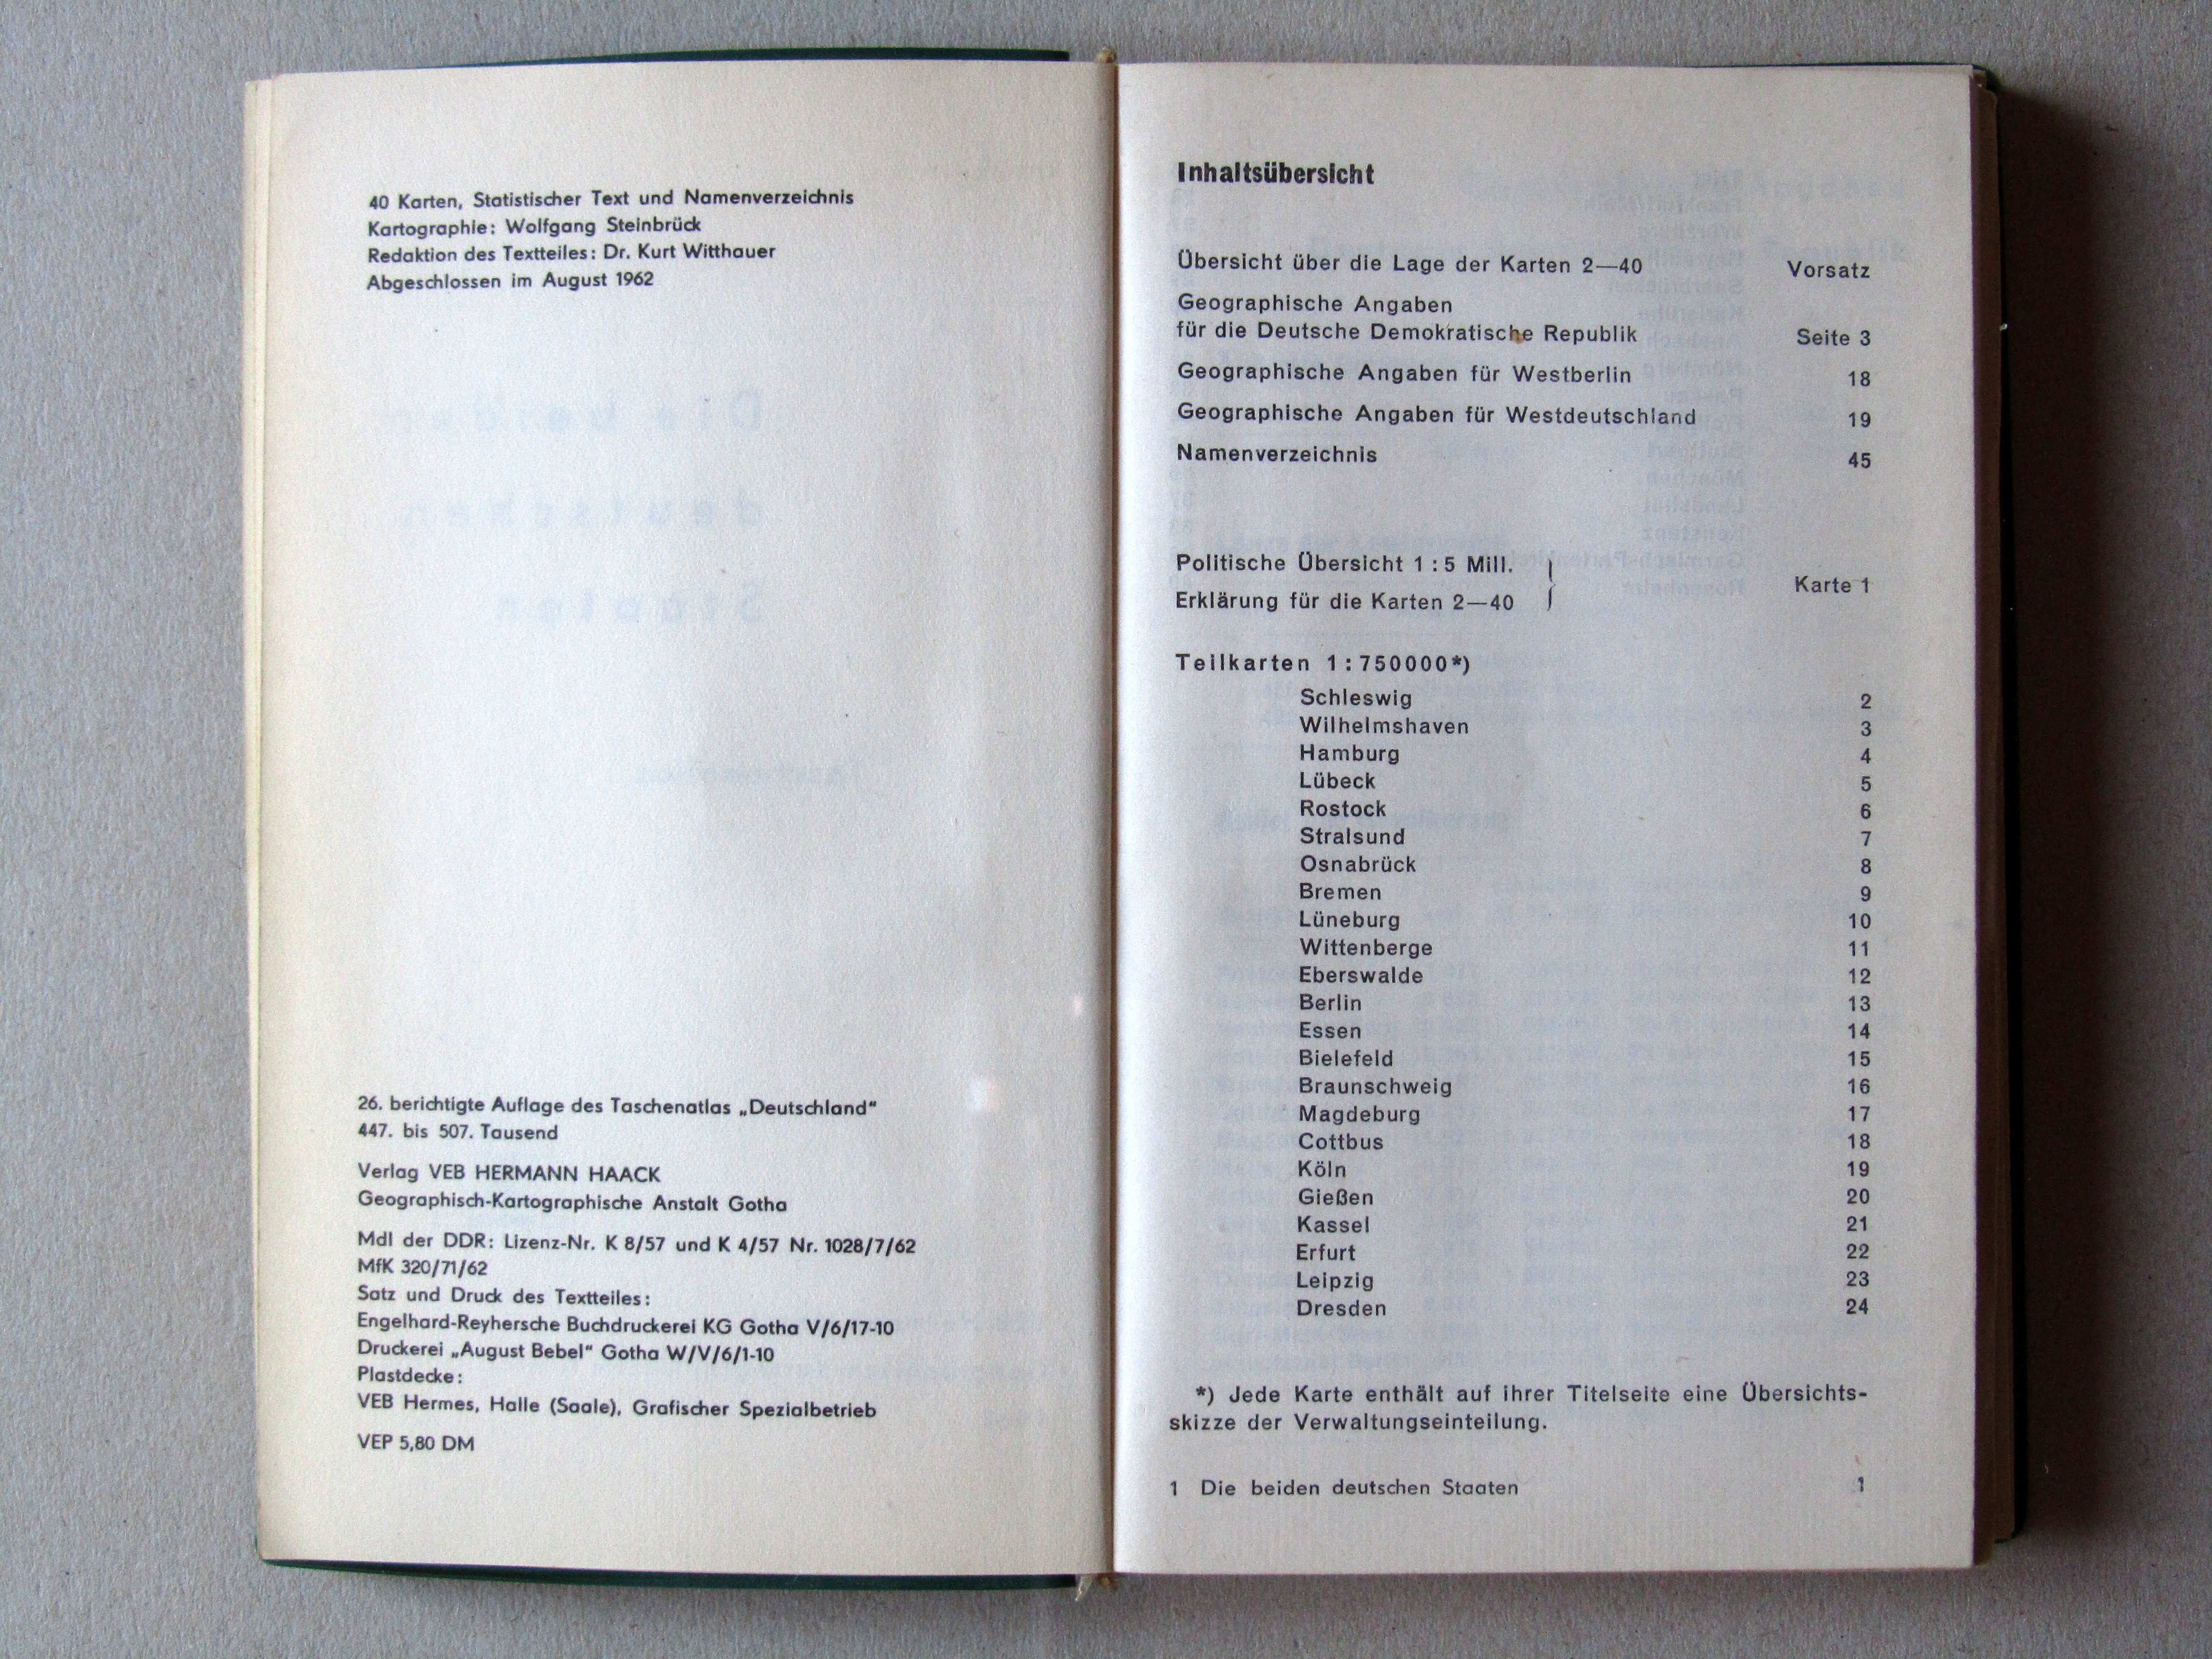 40 Karten, Statistischer Text und Namenverzeichnis
Kartographie: Wolfgang Steinbrück
Redaktion des Textteiles: Dr. Kurt Witthauer
Abgeschlossen im August 1962
26. berichtigte Auflage des Taschenatlas „Deutschland“
447. bis 507. Tausend
Verlag VEB HERMANN HAACK
Geographisch-Kartographische Anstalt Gotha
MdI der DDR: Lizenz-Nr. K 8/57 und K 4/57 Nr. 1028/7/62
MfK 320/71/62
Satz und Druck des Textteiles:
Engelhard-Reyhersche Buchdruckerei KG Gotha V/6/17-10
Druckerei „August Bebel“ Gotha W/V/6/1-10
Plastdecke:
VEB Hermes, Halle (Saale), Grafischer Spezialbetrieb
VEP 5,80 DM
Inhaltsübersicht
Übersicht über die Lage der Karten 2—40 Vorsatz
Geographische Angaben
für die Deutsche Demokratische Republik Seite 3
Geographische Angaben für Westberlin 18
Geographische Angaben für Westdeutschland 19
Namenverzeichnis 45
Politische Übersicht 1 : 5 Mill.
Erklärung für die Karten 2—40 } Karte 1
Teilkarten 1 : 750000*)
Schleswig 2
Wilhelmshaven 3
Hamburg 4
Lübeck 5
Rostock 6
Stralsund 7
Osnabrück 8
Bremen 9
Lüneburg 10
Wittenberge 11
Eberswalde 12
Berlin 13
Essen 14
Bielefeld 15
Braunschweig 16
Magdeburg 17
Cottbus 18
Köln 19
Gießen 20
Kassel 21
Erfurt 22
Leipzig 23
Dresden 24
*) Jede Karte enthält auf ihrer Titelseite eine Übersichts-
skizze der Verwaltungseinteilung.
1 Die beiden deutschen Staaten 1